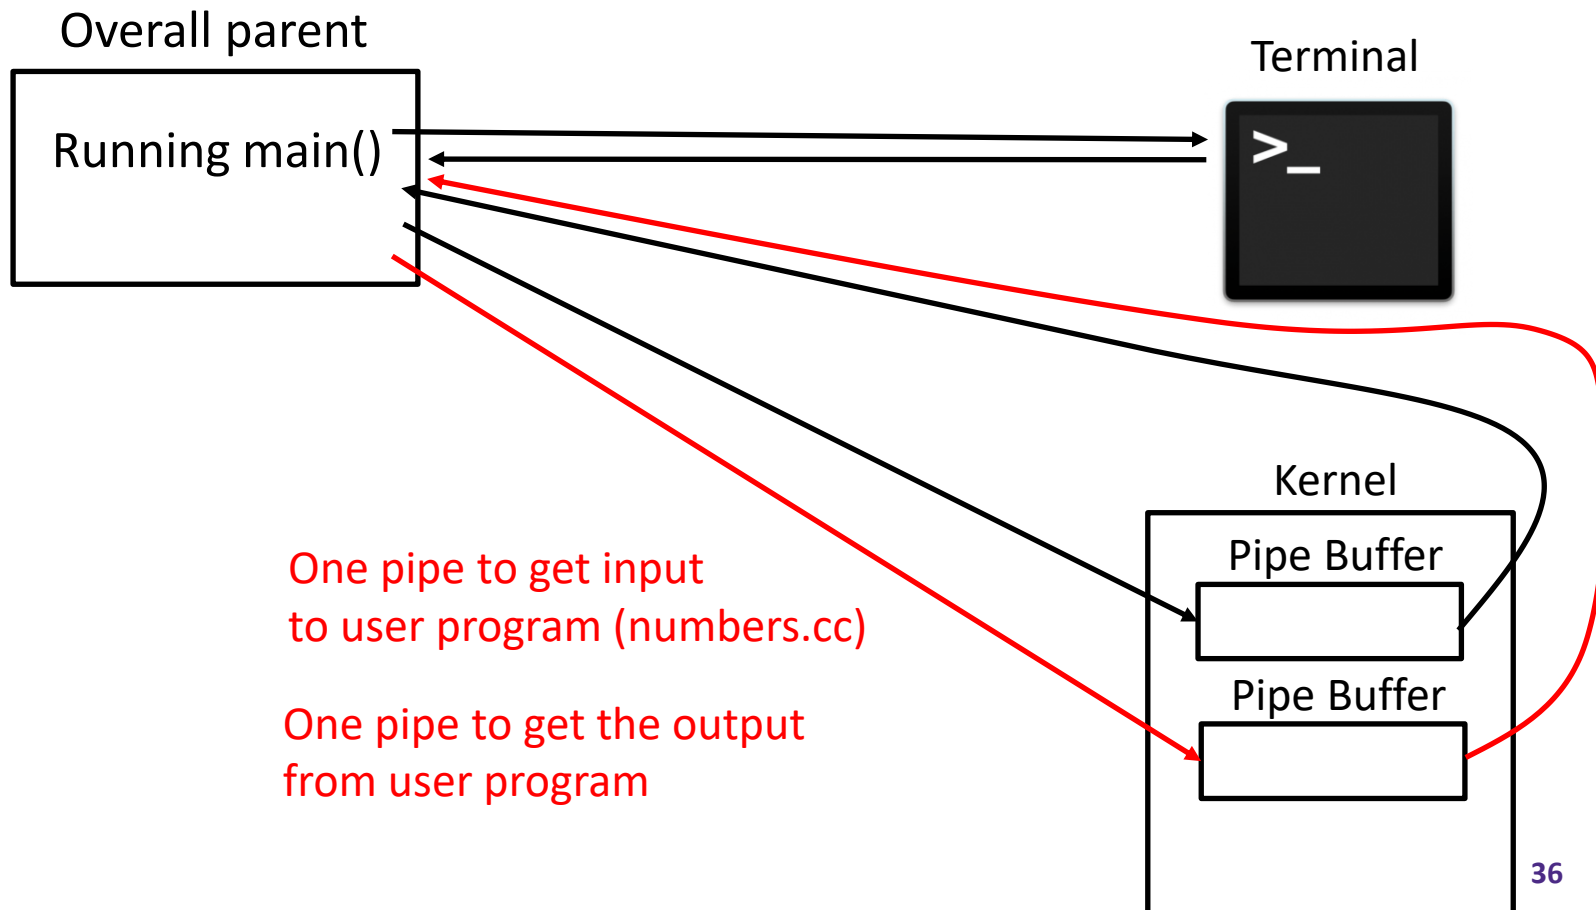 Overall parent
Terminal
Running main()
>_
Kernel
Pipe Buffer
One pipe to get input
to user program (numbers.cc)
Pipe Buffer
One pipe to get the output
from user program
36